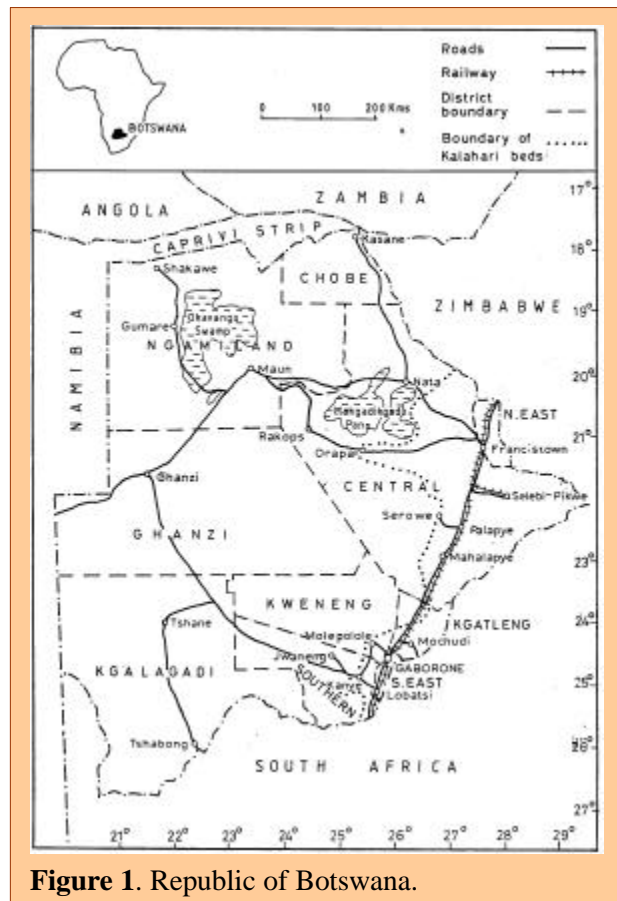 Roads
Railway
District
boundary
Boundary of
Kalahari beds
0 100 200 Kms
BOTSWANA
ANGOLA
ZAMBIA
CAPRIVI STRIP
Kasane
Shakawe
CHOBE
ZIMBABWE
NAMIBIA
Gumare
Okavango
Swamp
NGAMILAND
Maun
Nata
Makgadikgadi
Pans
N.EAST
Rakops
Orapa
Francistown
Ghanzi
CENTRAL
Selebi-Pikwe
Serowe
Palapye
GHANZI
Mahalapye
KWENENG
KGATLENG
Tshane
Molepolole
Mochudi
Jwaneng
GABORONE
KGALAGADI
SOUTHERN
S.EAST
Lobatsi
Tshabong
SOUTH AFRICA
17°
18°
19°
20°
21°
22°
23°
24°
25°
26°
27°
21° 22° 23° 24° 25° 26° 27° 28° 29°
Figure 1. Republic of Botswana.